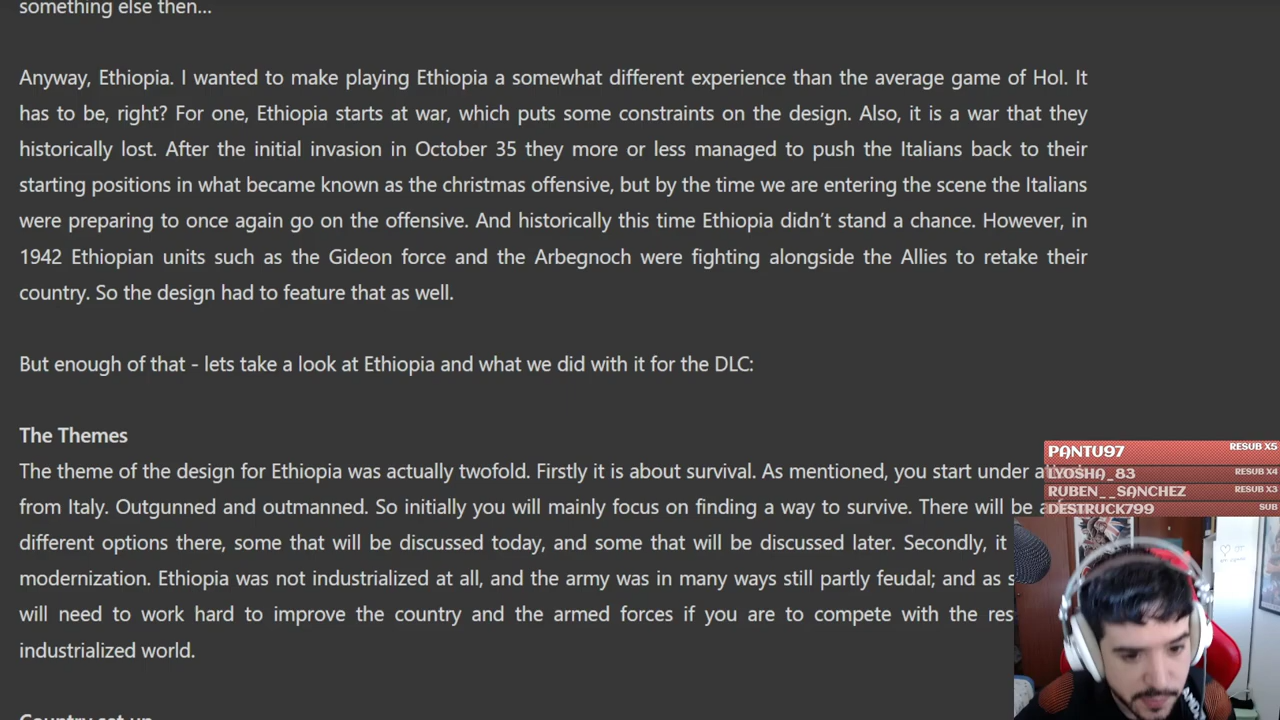 something else then...
Anyway, Ethiopia. I wanted to make playing Ethiopia a somewhat different experience than the average game of HoI. It
has to be, right? For one, Ethiopia starts at war, which puts some constraints on the design. Also, it is a war that they
historically lost. After the initial invasion in October 35 they more or less managed to push the Italians back to their
starting positions in what became known as the christmas offensive, but by the time we are entering the scene the Italians
were preparing to once again go on the offensive. And historically this time Ethiopia didn't stand a chance. However, in
1942 Ethiopian units such as the Gideon force and the Arbegnoch were fighting alongside the Allies to retake their
country. So the design had to feature that as well.
But enough of that - lets take a look at Ethiopia and what we did with it for the DLC:
The Themes
The theme of the design for Ethiopia was actually twofold. Firstly it is about survival. As mentioned, you start under
from Italy. Outgunned and outmanned. So initially you will mainly focus on finding a way to survive. There will be
different options there, some that will be discussed today, and some that will be discussed later. Secondly, it
modernization. Ethiopia was not industrialized at all, and the army was in many ways still partly feudal; and as
will need to work hard to improve the country and the armed forces if you are to compete with the
industrialized world.
Country set up
PANTU97 RESUB X5
LYOSHA_83 RESUB X4
RUBEN__SANCHEZ RESUB X3
DESTRUCK799 SUB